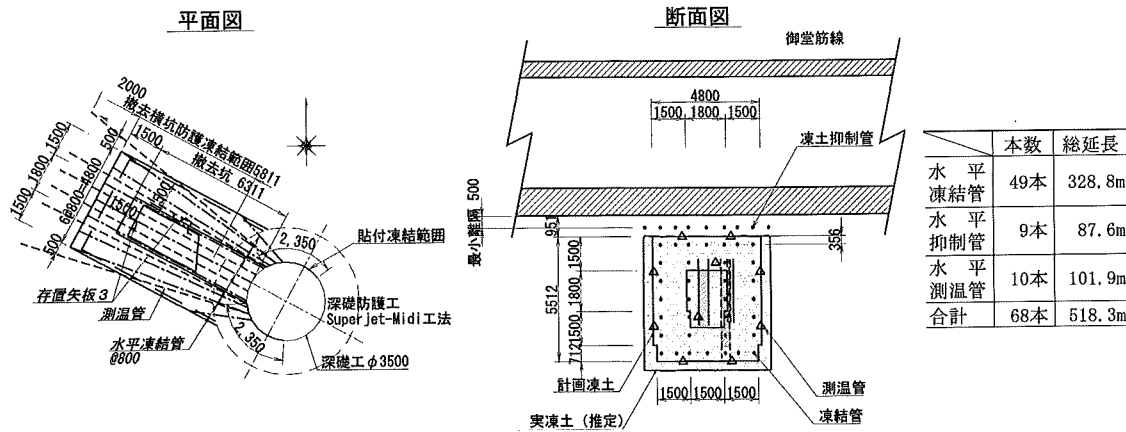 平面図
2000
撤去横坑防護凍結範囲5811
1500
撤去坑 6311
500
1500
1800
1500
6@800=4800
500
1500
1500
500
2,350
貼付凍結範囲
存置矢板3
測温管
深礎防護工
Superjet-Midi工法
2,350
水平凍結管
@800
深礎工φ3500
断面図
御堂筋線
4800
1500 1800 1500
凍土抑制管
最小離隔 500
951
356
5512
1500
1800
1500
712
計画凍土
1500 1500 1500
測温管
凍結管
実凍土（推定）
本数 総延長
水平凍結管 49本 328.8m
水平抑制管 9本 87.6m
水平測温管 10本 101.9m
合計 68本 518.3m